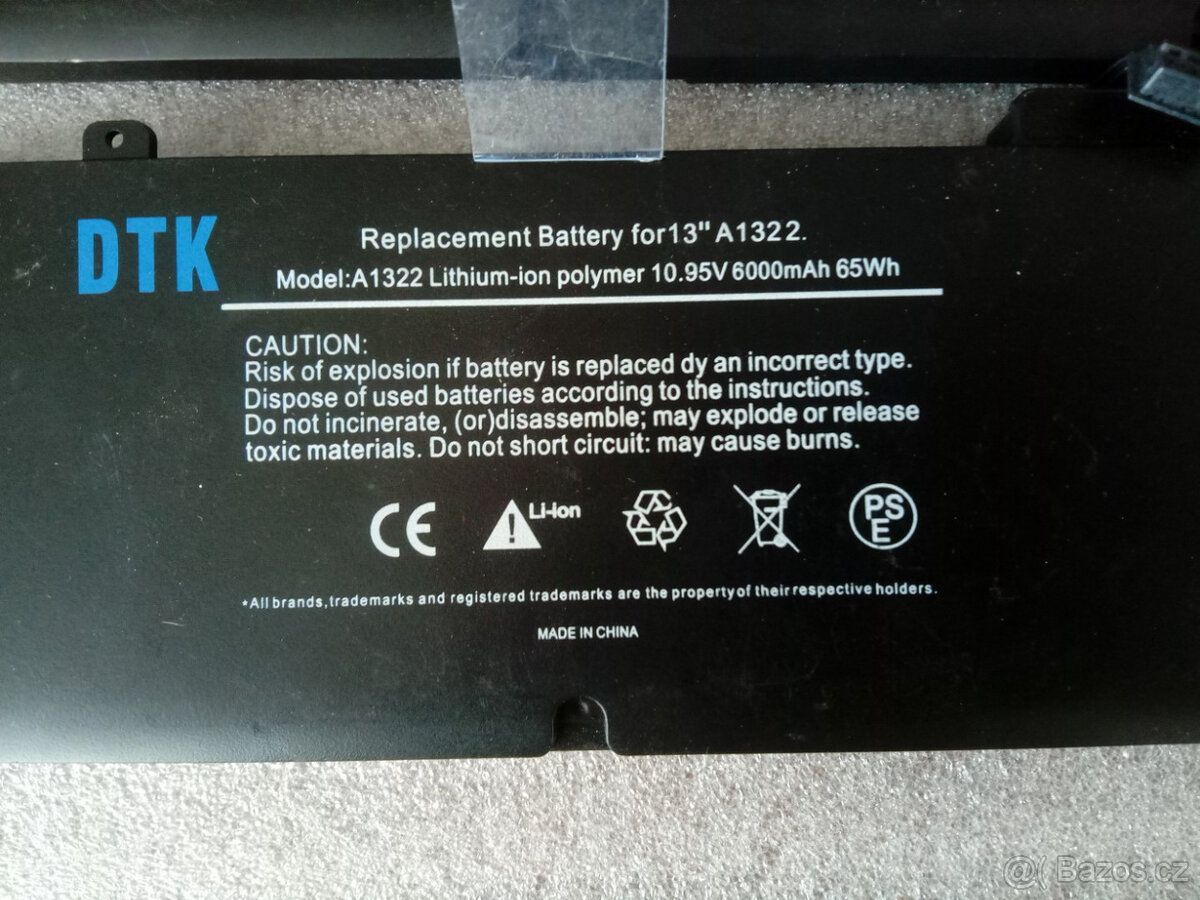 DTK
Replacement Battery for13" A1322.
Model:A1322 Lithium-ion polymer 10.95V 6000mAh 65Wh
CAUTION:
Risk of explosion if battery is replaced dy an incorrect type.
Dispose of used batteries according to the instructions.
Do not incinerate, (or)disassemble; may explode or release
toxic materials. Do not short circuit: may cause burns.
CE
Li-ion
PS
E
*All brands,trademarks and registered trademarks are the property of their respective holders.
MADE IN CHINA
@( Bazos.cz